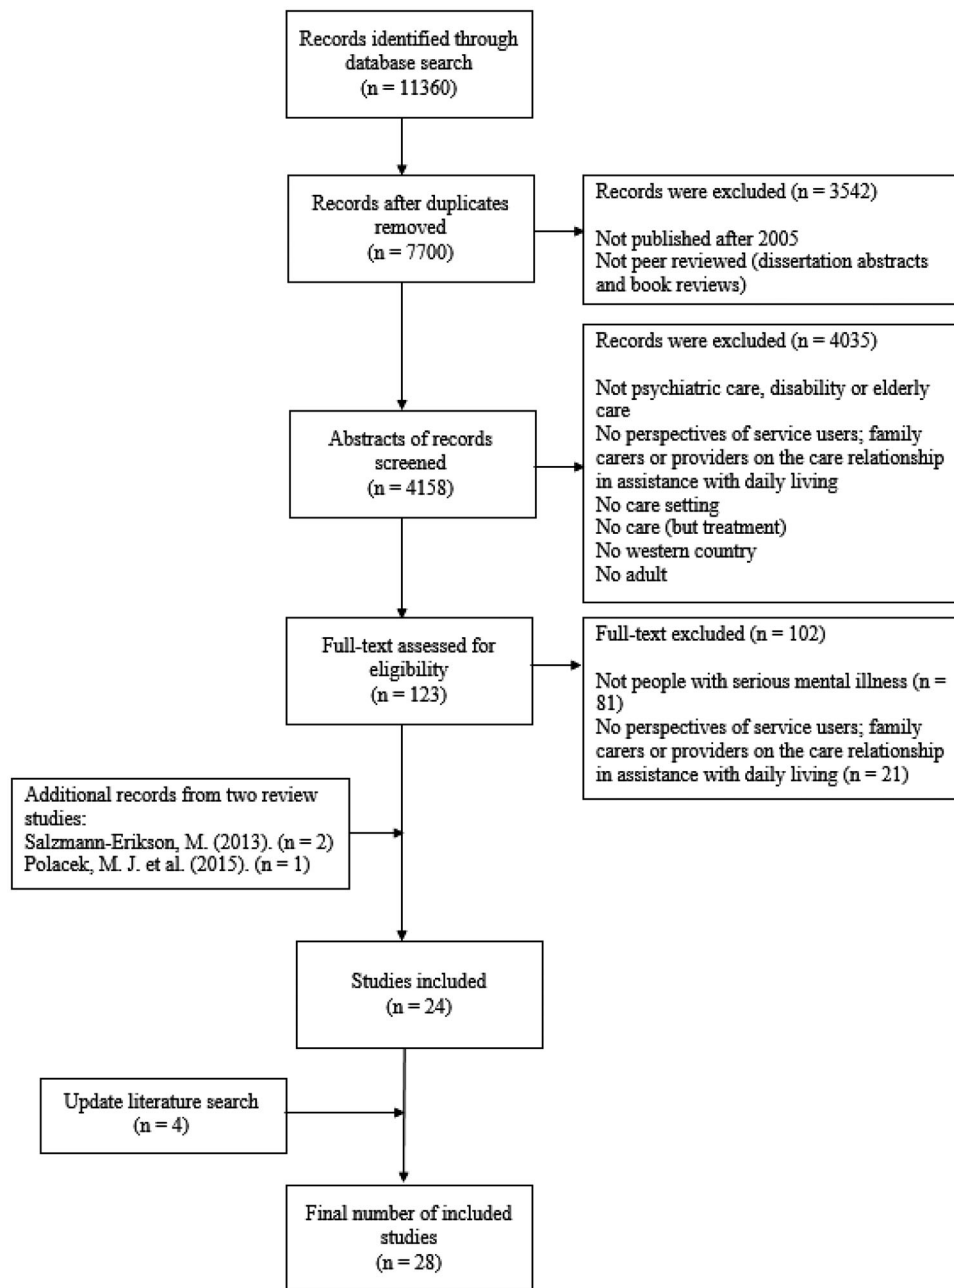 Records identified through
database search
(n = 11360)
Records after duplicates
removed
(n = 7700)
Records were excluded (n = 3542)
Not published after 2005
Not peer reviewed (dissertation abstracts
and book reviews)
Abstracts of records
screened
(n = 4158)
Records were excluded (n = 4035)
Not psychiatric care, disability or elderly
care
No perspectives of service users; family
carers or providers on the care relationship
in assistance with daily living
No care setting
No care (but treatment)
No western country
No adult
Full-text assessed for
eligibility
(n = 123)
Full-text excluded (n = 102)
Not people with serious mental illness (n =
81)
No perspectives of service users; family
carers or providers on the care relationship
in assistance with daily living (n = 21)
Additional records from two review
studies:
Salzmann-Erikson, M. (2013). (n = 2)
Polacek, M. J. et al. (2015). (n = 1)
Studies included
(n = 24)
Update literature search
(n = 4)
Final number of included
studies
(n = 28)